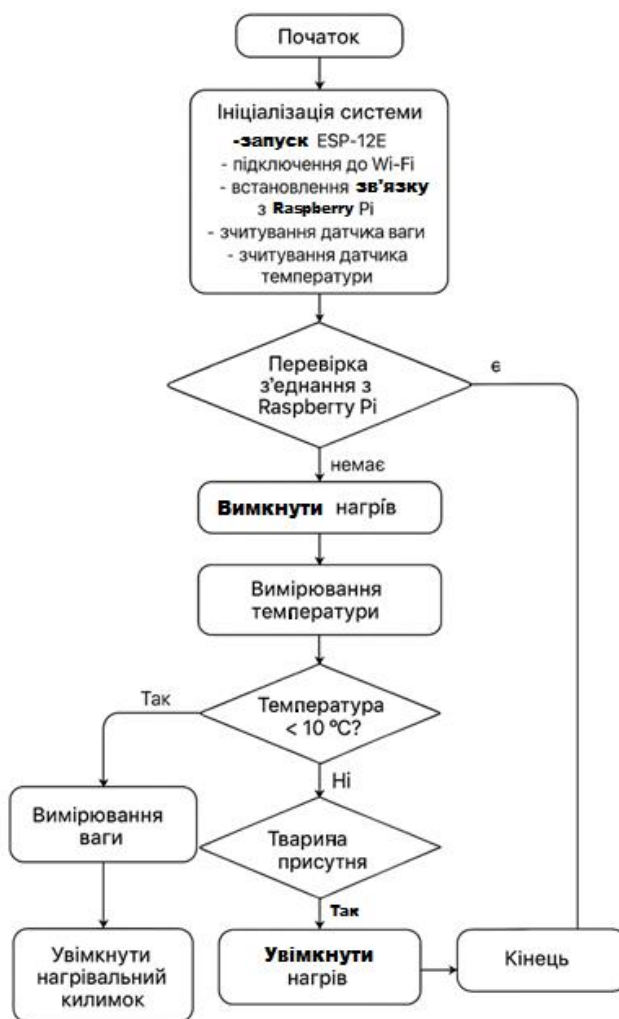 Початок
Ініціалізація системи
-запуск ESP-12E
- підключення до Wi-Fi
- встановлення зв'язку
з Raspberry Pi
- зчитування датчика ваги
- зчитування датчика
температури
Перевірка
з'еднання з
Raspberry Pi
є
немає
Вимкнути нагрів
Вимірювання
температури
Так
Температура
< 10 °C?
Ні
Вимірювання
ваги
Тварина
присутня
Так
Увімкнути
нагрівальний
килимок
Увімкнути
нагрів
Кінець